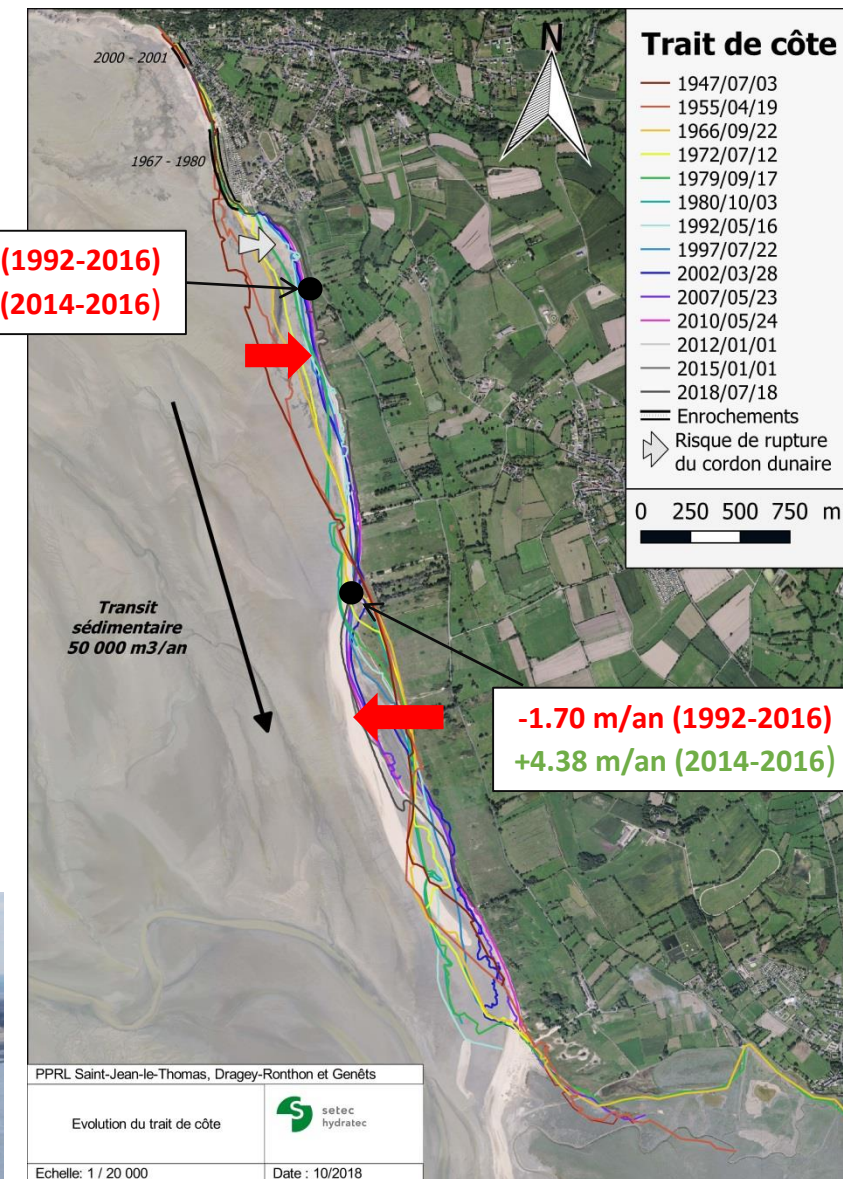 2000 - 2001
1967 - 1980
N
Trait de côte
1947/07/03
1955/04/19
1966/09/22
1972/07/12
1979/09/17
1980/10/03
1992/05/16
1997/07/22
2002/03/28
2007/05/23
2010/05/24
2012/01/01
2015/01/01
2018/07/18
Enrochements
Risque de rupture
du cordon dunaire
0 250 500 750 m
(1992-2016)
(2014-2016)
Transit
sédimentaire
50 000 m3/an
-1.70 m/an (1992-2016)
+4.38 m/an (2014-2016)
PPRL Saint-Jean-le-Thomas, Dragey-Ronthon et Genêts
Evolution du trait de côte
setec
hydratec
Echelle: 1 / 20 000
Date : 10/2018